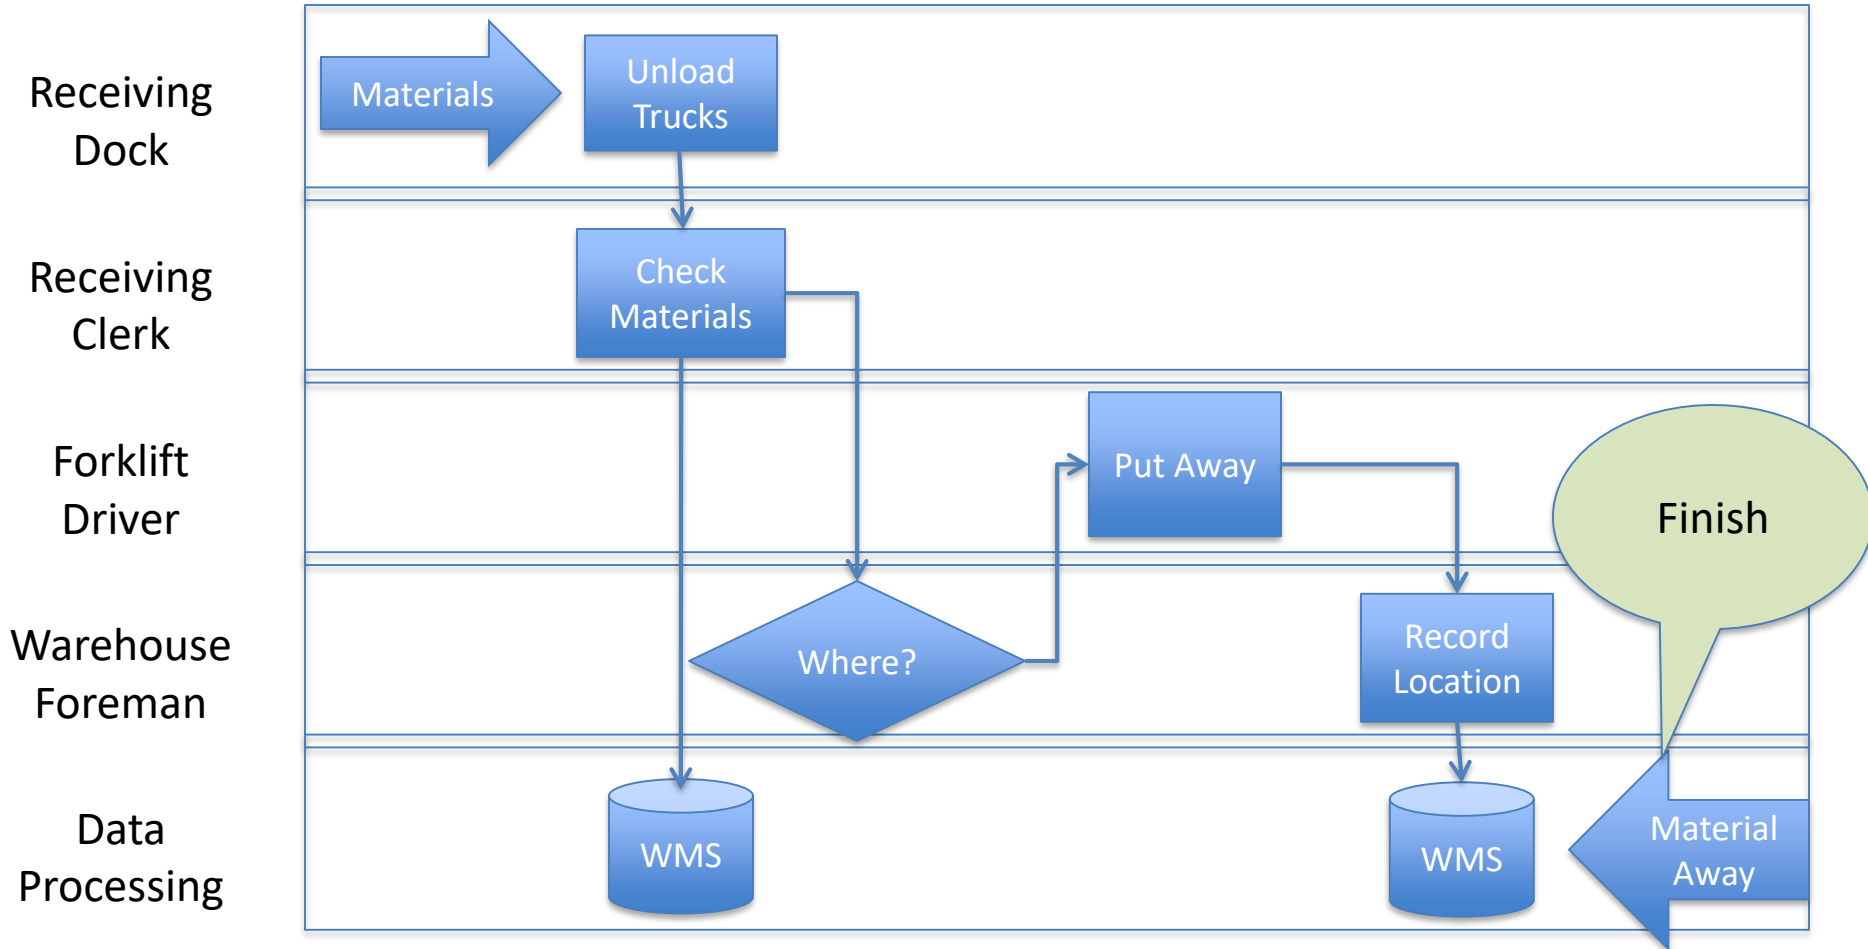 Receiving
Dock
Materials
Unload
Trucks
Receiving
Clerk
Check
Materials
Forklift
Driver
Put Away
Finish
Warehouse
Foreman
Where?
Record
Location
Data
Processing
WMS
WMS
Material
Away